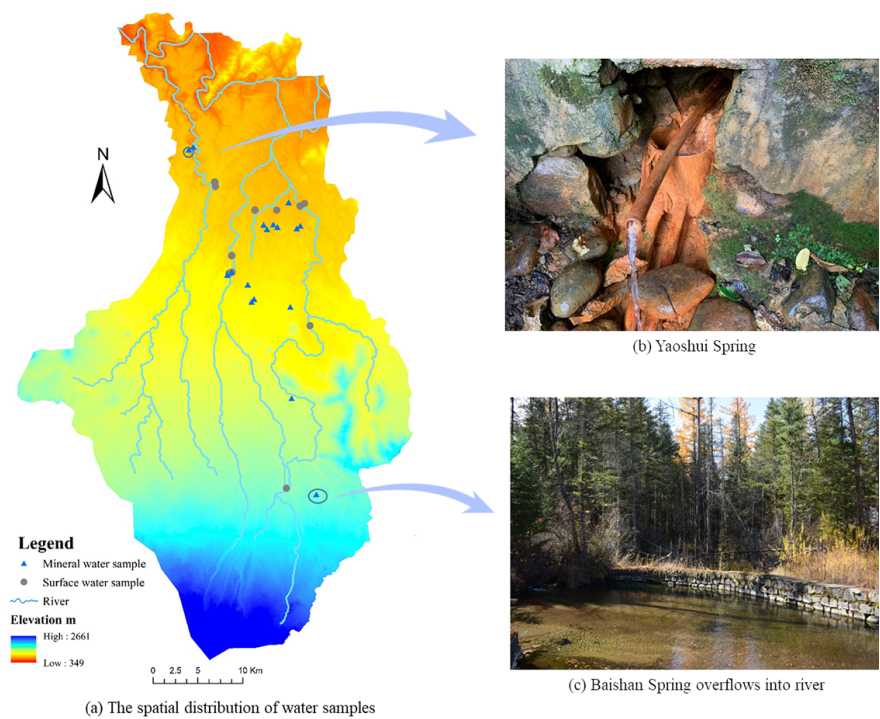 N
Legend
Mineral water sample
Surface water sample
River
Elevation m
High : 2661
Low : 349
0 2.5 5 10 Km
(a) The spatial distribution of water samples
(b) Yaoshui Spring
(c) Baishan Spring overflows into river